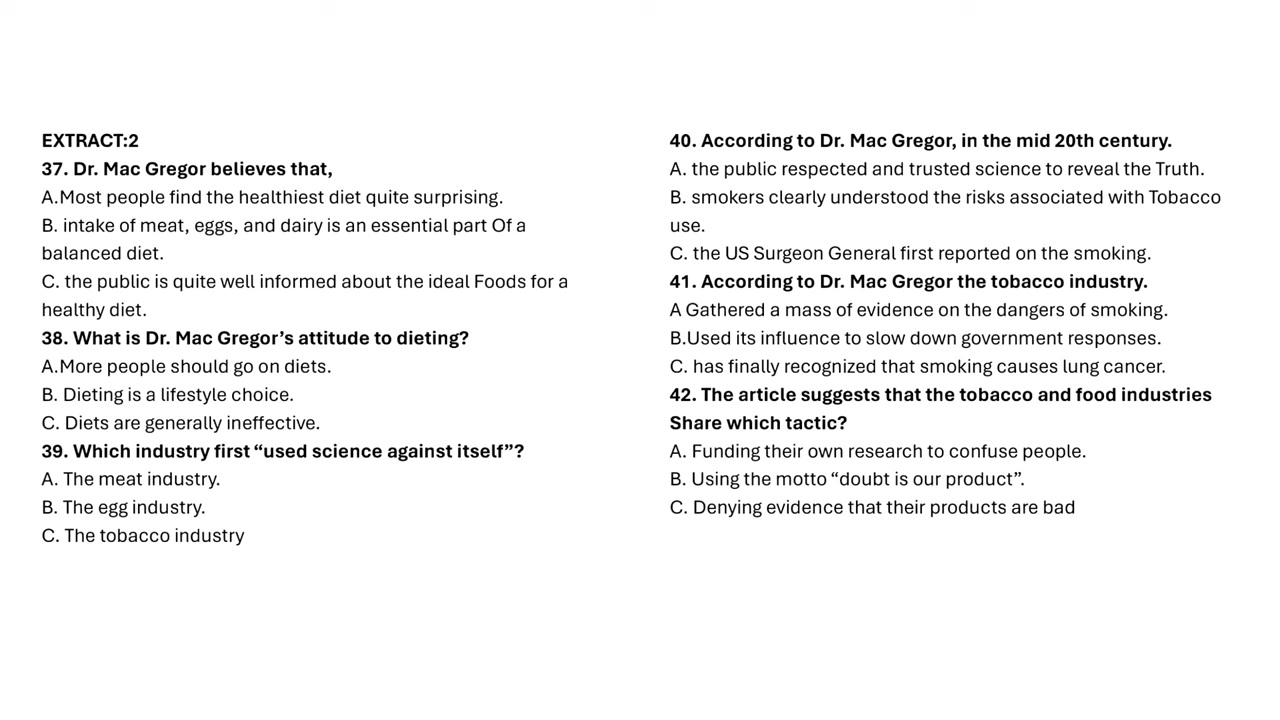 EXTRACT:2
37. Dr. Mac Gregor believes that,
A.Most people find the healthiest diet quite surprising.
B. intake of meat, eggs, and dairy is an essential part Of a
balanced diet.
C. the public is quite well informed about the ideal Foods for a
healthy diet.
38. What is Dr. Mac Gregor’s attitude to dieting?
A.More people should go on diets.
B. Dieting is a lifestyle choice.
C. Diets are generally ineffective.
39. Which industry first “used science against itself”?
A. The meat industry.
B. The egg industry.
C. The tobacco industry
40. According to Dr. Mac Gregor, in the mid 20th century.
A. the public respected and trusted science to reveal the Truth.
B. smokers clearly understood the risks associated with Tobacco
use.
C. the US Surgeon General first reported on the smoking.
41. According to Dr. Mac Gregor the tobacco industry.
A Gathered a mass of evidence on the dangers of smoking.
B.Used its influence to slow down government responses.
C. has finally recognized that smoking causes lung cancer.
42. The article suggests that the tobacco and food industries
Share which tactic?
A. Funding their own research to confuse people.
B. Using the motto “doubt is our product”.
C. Denying evidence that their products are bad